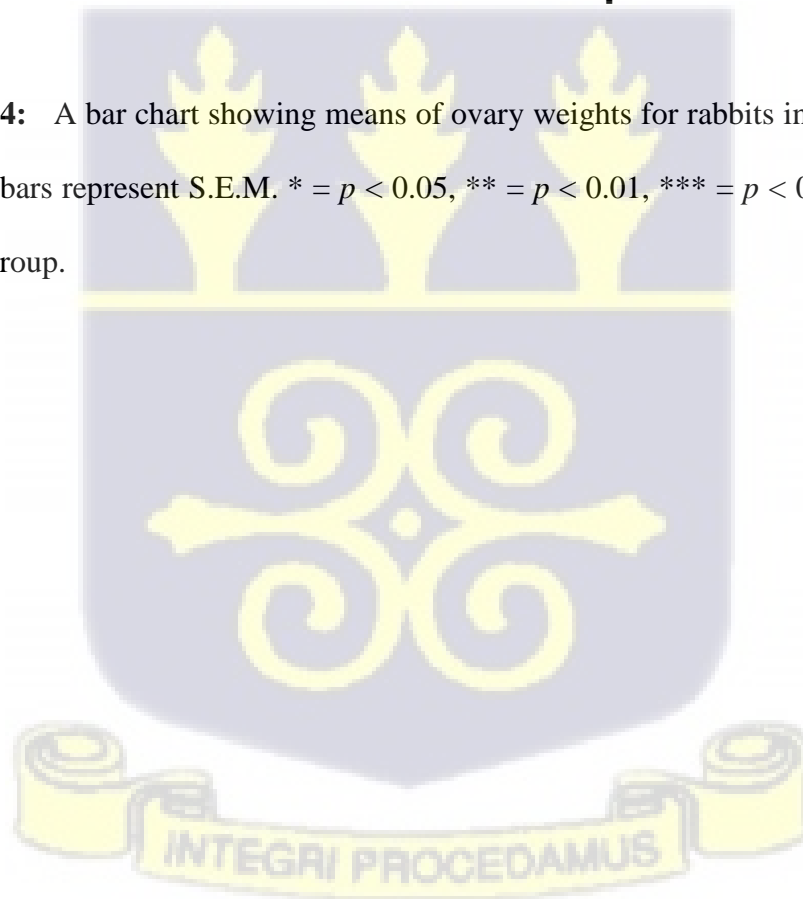 4: A bar chart showing means of ovary weights for rabbits in
bars represent S.E.M. * = p < 0.05, ** = p < 0.01, *** = p < 0
roup.
INTEGRI PROCEDAMUS